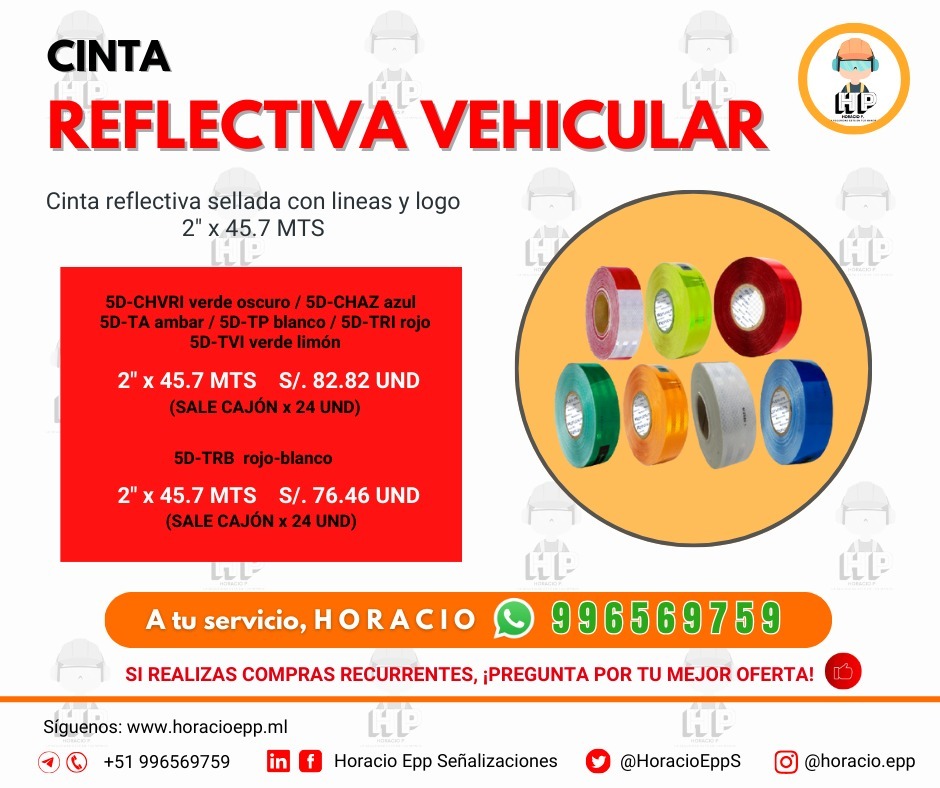 CINTA
REFLECTIVA VEHICULAR
HP
HORACIO P.
Cinta reflectiva sellada con lineas y logo
2" x 45.7 MTS
5D-CHVRI verde oscuro / 5D-CHAZ azul
5D-TA ambar / 5D-TP blanco / 5D-TRI rojo
5D-TVI verde limón
2" x 45.7 MTS S/. 82.82 UND
(SALE CAJÓN x 24 UND)
5D-TRB rojo-blanco
2" x 45.7 MTS S/. 76.46 UND
(SALE CAJÓN x 24 UND)
A tu servicio, HORACIO 996569759
SI REALIZAS COMPRAS RECURRENTES, ¡PREGUNTA POR TU MEJOR OFERTA!
Síguenos: www.horacioepp.ml
+51 996569759 in f Horacio Epp Señalizaciones @HoracioEppS @horacio.epp